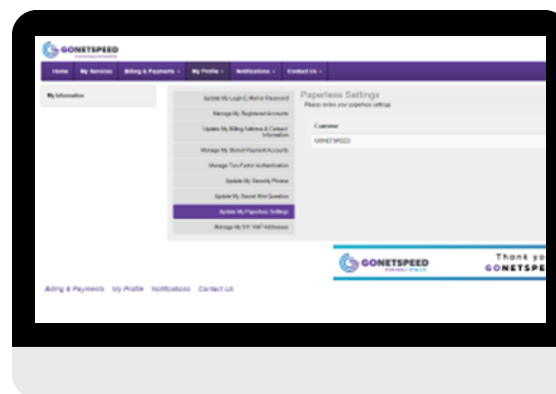 GONETSPEED
Home My Services Billing & Payments My Profile Notifications Contact Us
My Information
Update My Login E-Mail or Password
Manage My Registered Accounts
Update My Billing Address & Contact
Information
Manage My Stored Payment Accounts
Manage Two-Factor Authentication
Update My Security Phrase
Update My Secret Hint Question
Update My Paperless Settings
Manage My
Addresses
Paperless Settings
Please review your paperless settings
Customer
GONETSPEED
GONETSPEED
Thank yo
GONETSPE
Billing & Payments My Profile Notifications Contact Us